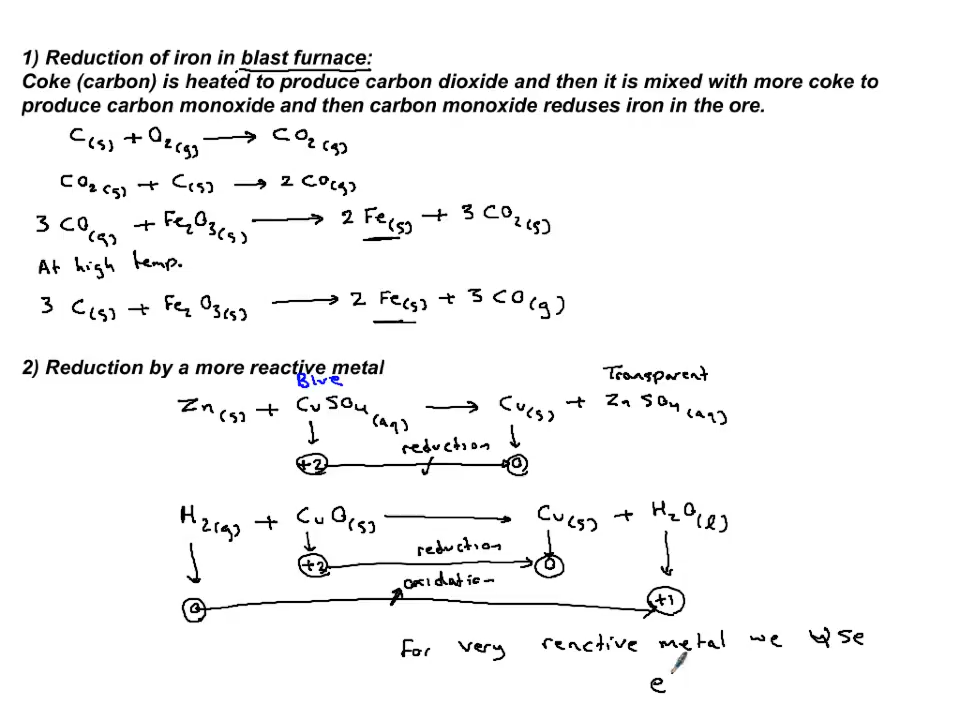 1) Reduction of iron in blast furnace:
Coke (carbon) is heated to produce carbon dioxide and then it is mixed with more coke to
produce carbon monoxide and then carbon monoxide reduses iron in the ore.
C(s) + O2(g) → CO2(g)
CO2(g) + C(s) → 2 CO(g)
3 CO(g) + Fe2O3(s) → 2 Fe(s) + 3 CO2(g)
At high temp.
3 C(s) + Fe2 O3(s) → 2 Fe(s) + 3 CO(g)
2) Reduction by a more reactive metal
Blue Transparent
Zn(s) + CuSO4(aq) → Cu(s) + ZnSO4(aq)
reduction
+2 0
H2(g) + CuO(s) → Cu(s) + H2O(l)
reduction
+2 0
oxidation
0 +1
For very reactive metal we use
e